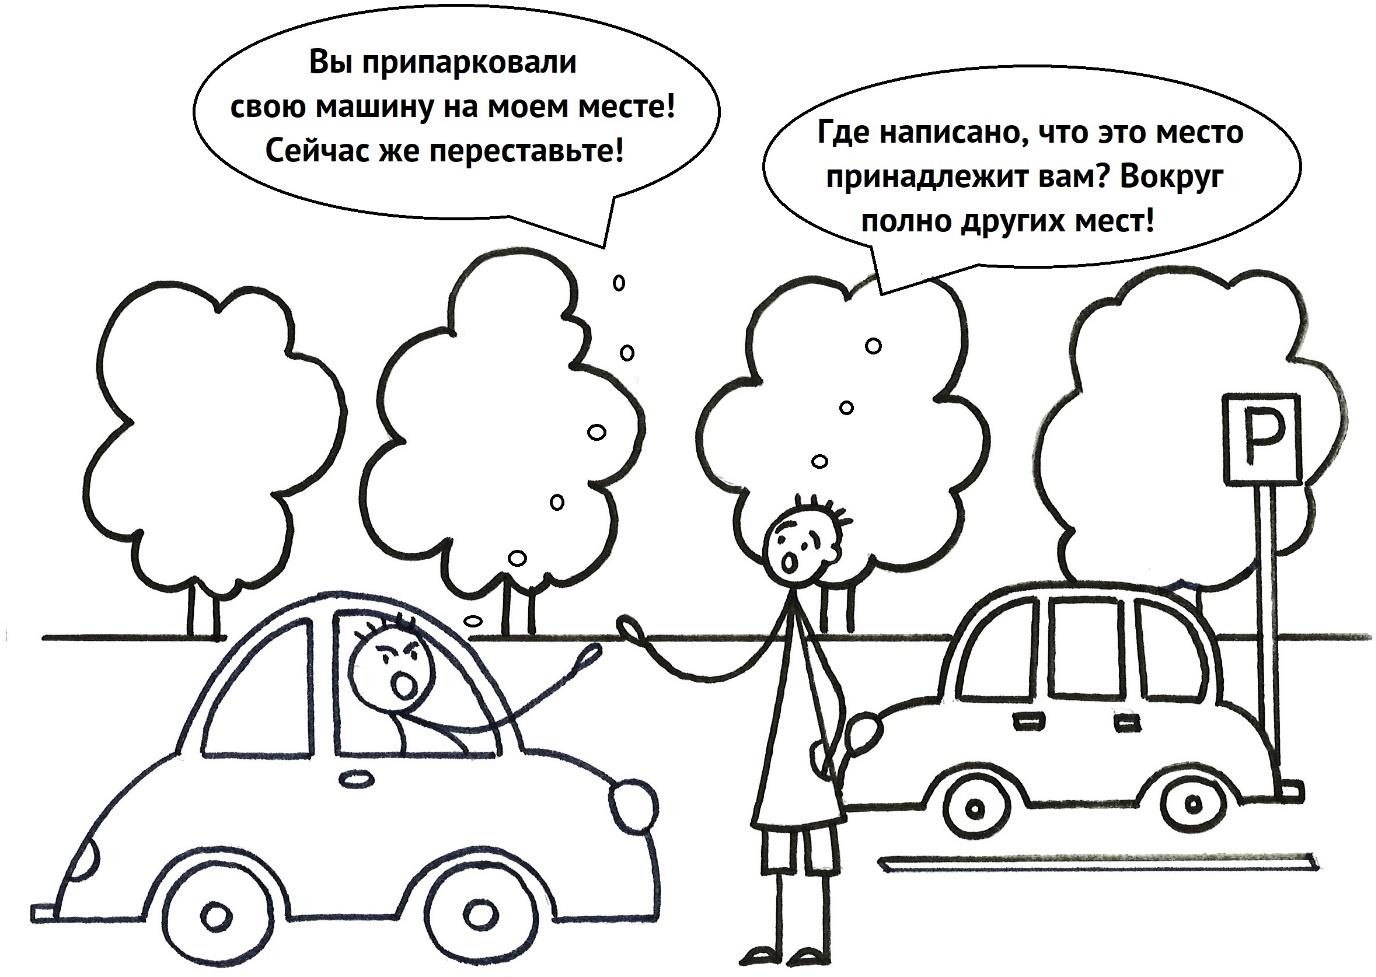 Вы припарковали
свою машину на моем месте!
Сейчас же переставьте!
Где написано, что это место
принадлежит вам? Вокруг
полно других мест!
P